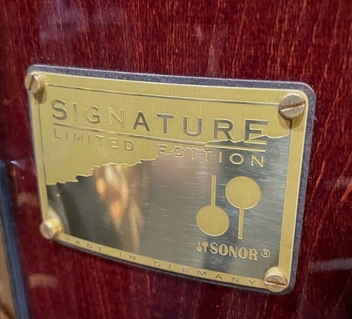 SIGNATURE
LIMITED EDITION
SONOR®
MADE IN GERMANY